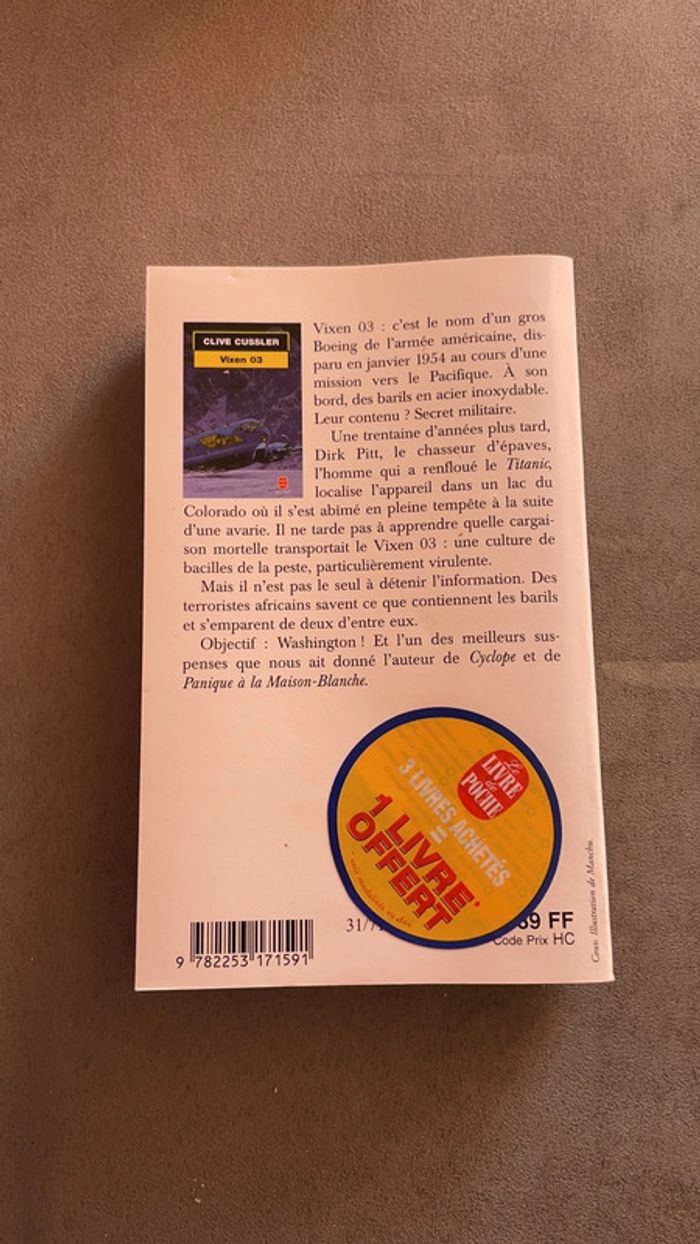 CLIVE CUSSLER
Vixen 03
Vixen 03 : c'est le nom d'un gros
Boeing de l'armée américaine, dis-
paru en janvier 1954 au cours d'une
mission vers le Pacifique. À son
bord, des barils en acier inoxydable.
Leur contenu ? Secret militaire.
Une trentaine d'années plus tard,
Dirk Pitt, le chasseur d'épaves,
l'homme qui a renfloué le Titanic,
localise l'appareil dans un lac du
Colorado où il s'est abîmé en pleine tempête à la suite
d'une avarie. Il ne tarde pas à apprendre quelle cargai-
son mortelle transportait le Vixen 03 : une culture de
bacilles de la peste, particulièrement virulente.
Mais il n'est pas le seul à détenir l'information. Des
terroristes africains savent ce que contiennent les barils
et s'emparent de deux d'entre eux.
Objectif : Washington ! Et l'un des meilleurs sus-
penses que nous ait donné l'auteur de Cyclope et de
Panique à la Maison-Blanche.
Le
LIVRE
de
POCHE
3 LIVRES ACHETÉS
=
1 LIVRE*
OFFERT
31/7
39 FF
Code Prix HC
9 782253 171591
Couv. Illustration de Manchu.